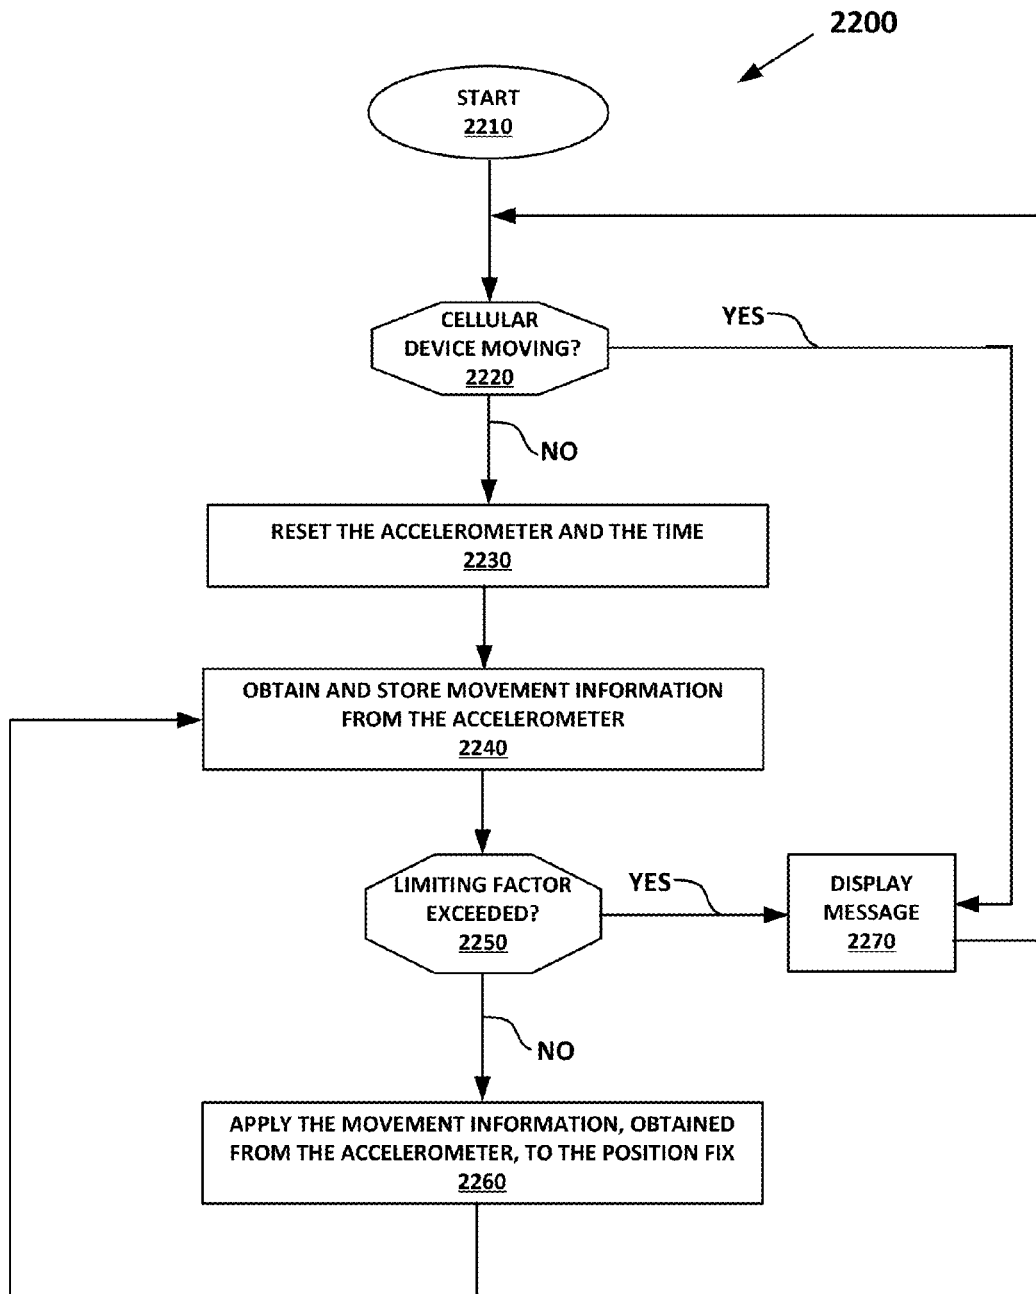 2200
START
2210
CELLULAR
DEVICE MOVING?
2220
YES
NO
RESET THE ACCELEROMETER AND THE TIME
2230
OBTAIN AND STORE MOVEMENT INFORMATION
FROM THE ACCELEROMETER
2240
LIMITING FACTOR
EXCEEDED?
2250
YES
DISPLAY
MESSAGE
2270
NO
APPLY THE MOVEMENT INFORMATION, OBTAINED
FROM THE ACCELEROMETER, TO THE POSITION FIX
2260